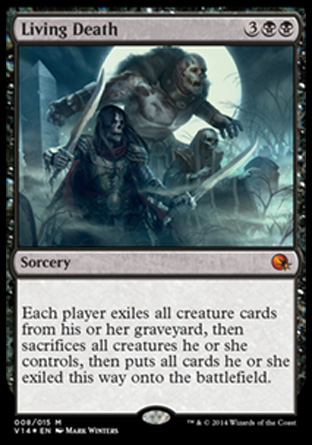 Living Death 3
Sorcery
Each player exiles all creature cards
from his or her graveyard, then
sacrifices all creatures he or she
controls, then puts all cards he or she
exiled this way onto the battlefield.
008/015 M
V14★EN MARK WINTERS
™ & © 2014 Wizards of the Coast